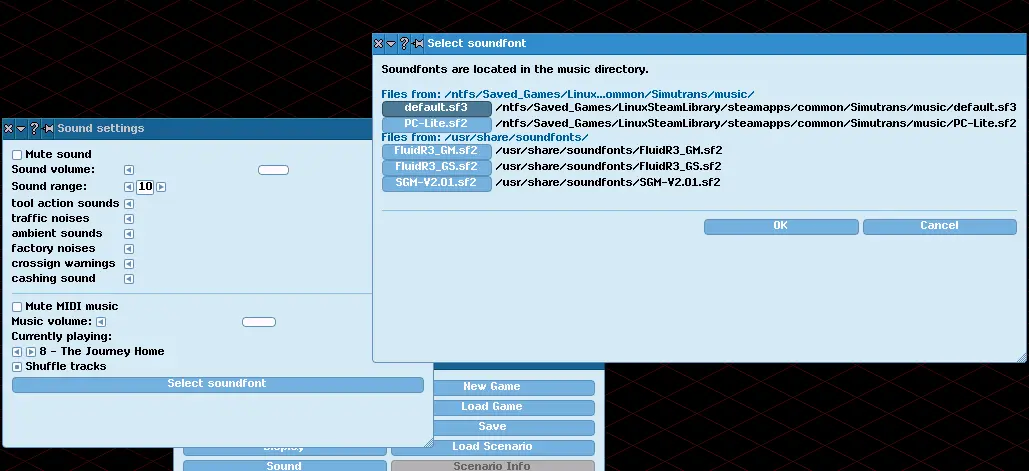 Select soundfont
Soundfonts are located in the music directory.
Files from: /ntfs/Saved_Games/Linux...ommon/Simutrans/music/
default.sf3 /ntfs/Saved_Games/LinuxSteamLibrary/steamapps/common/Simutrans/music/default.sf3
PC-Lite.sf2 /ntfs/Saved_Games/LinuxSteamLibrary/steamapps/common/Simutrans/music/PC-Lite.sf2
Files from: /usr/share/soundfonts/
FluidR3_GM.sf2 /usr/share/soundfonts/FluidR3_GM.sf2
FluidR3_GS.sf2 /usr/share/soundfonts/FluidR3_GS.sf2
SGM-V2.01.sf2 /usr/share/soundfonts/SGM-V2.01.sf2
OK Cancel
Sound settings
Mute sound
Sound volume:
Sound range: 10
tool action sounds
traffic noises
ambient sounds
factory noises
crossign warnings
cashing sound
Mute MIDI music
Music volume:
Currently playing:
8 - The Journey Home
Shuffle tracks
Select soundfont
New Game
Load Game
Save
Display Load Scenario
Sound Scenario Info